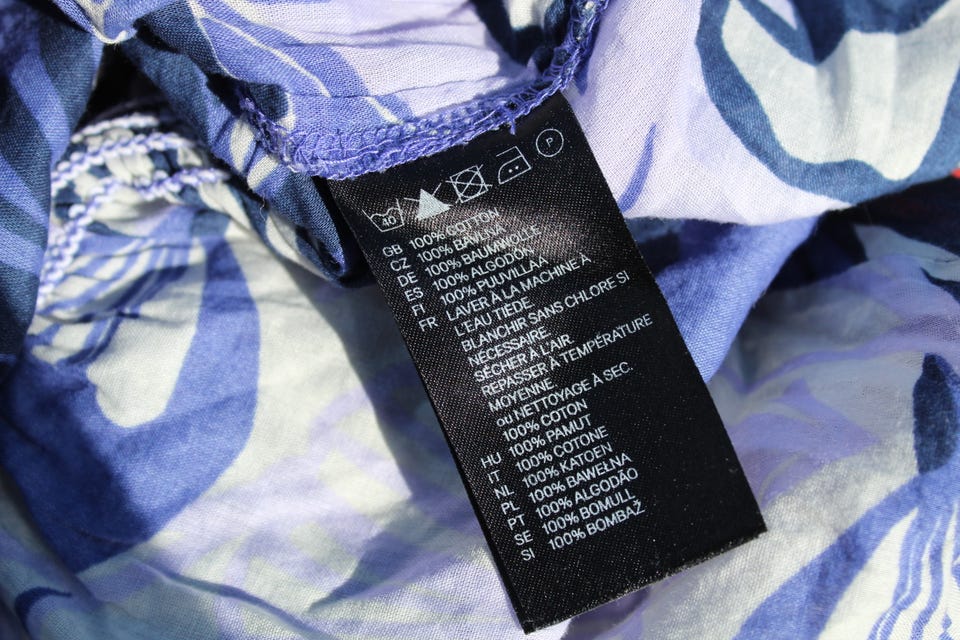 40 P
GB 100% COTTON
CZ 100% BAVLNA
DE 100% BAUMWOLLE
ES 100% ALGODÓN
FI 100% PUUVILLAA
FR LAVER À LA MACHINE À
L'EAU TIEDE.
BLANCHIR SANS CHLORE SI
NÉCESSAIRE.
SÉCHER À L'AIR.
REPASSER À TEMPÉRATURE
MOYENNE.
ou NETTOYAGE À SEC.
100% COTON
HU 100% PAMUT
IT 100% COTONE
NL 100% KATOEN
PL 100% BAWEŁNA
PT 100% ALGODÃO
SE 100% BOMULL
SI 100% BOMBAŽ